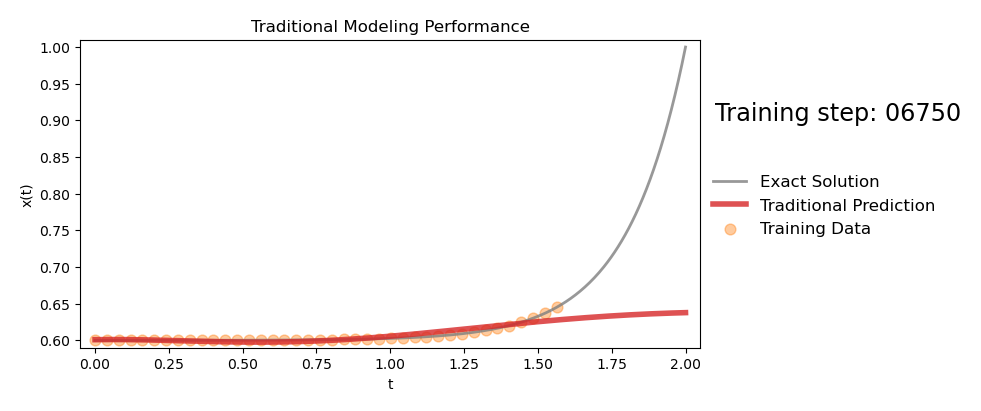 Traditional Modeling Performance
1.00
0.95
0.90
0.85
0.80
0.75
0.70
0.65
0.60
x(t)
0.00 0.25 0.50 0.75 1.00 1.25 1.50 1.75 2.00
t
Training step: 06750
Exact Solution
Traditional Prediction
Training Data